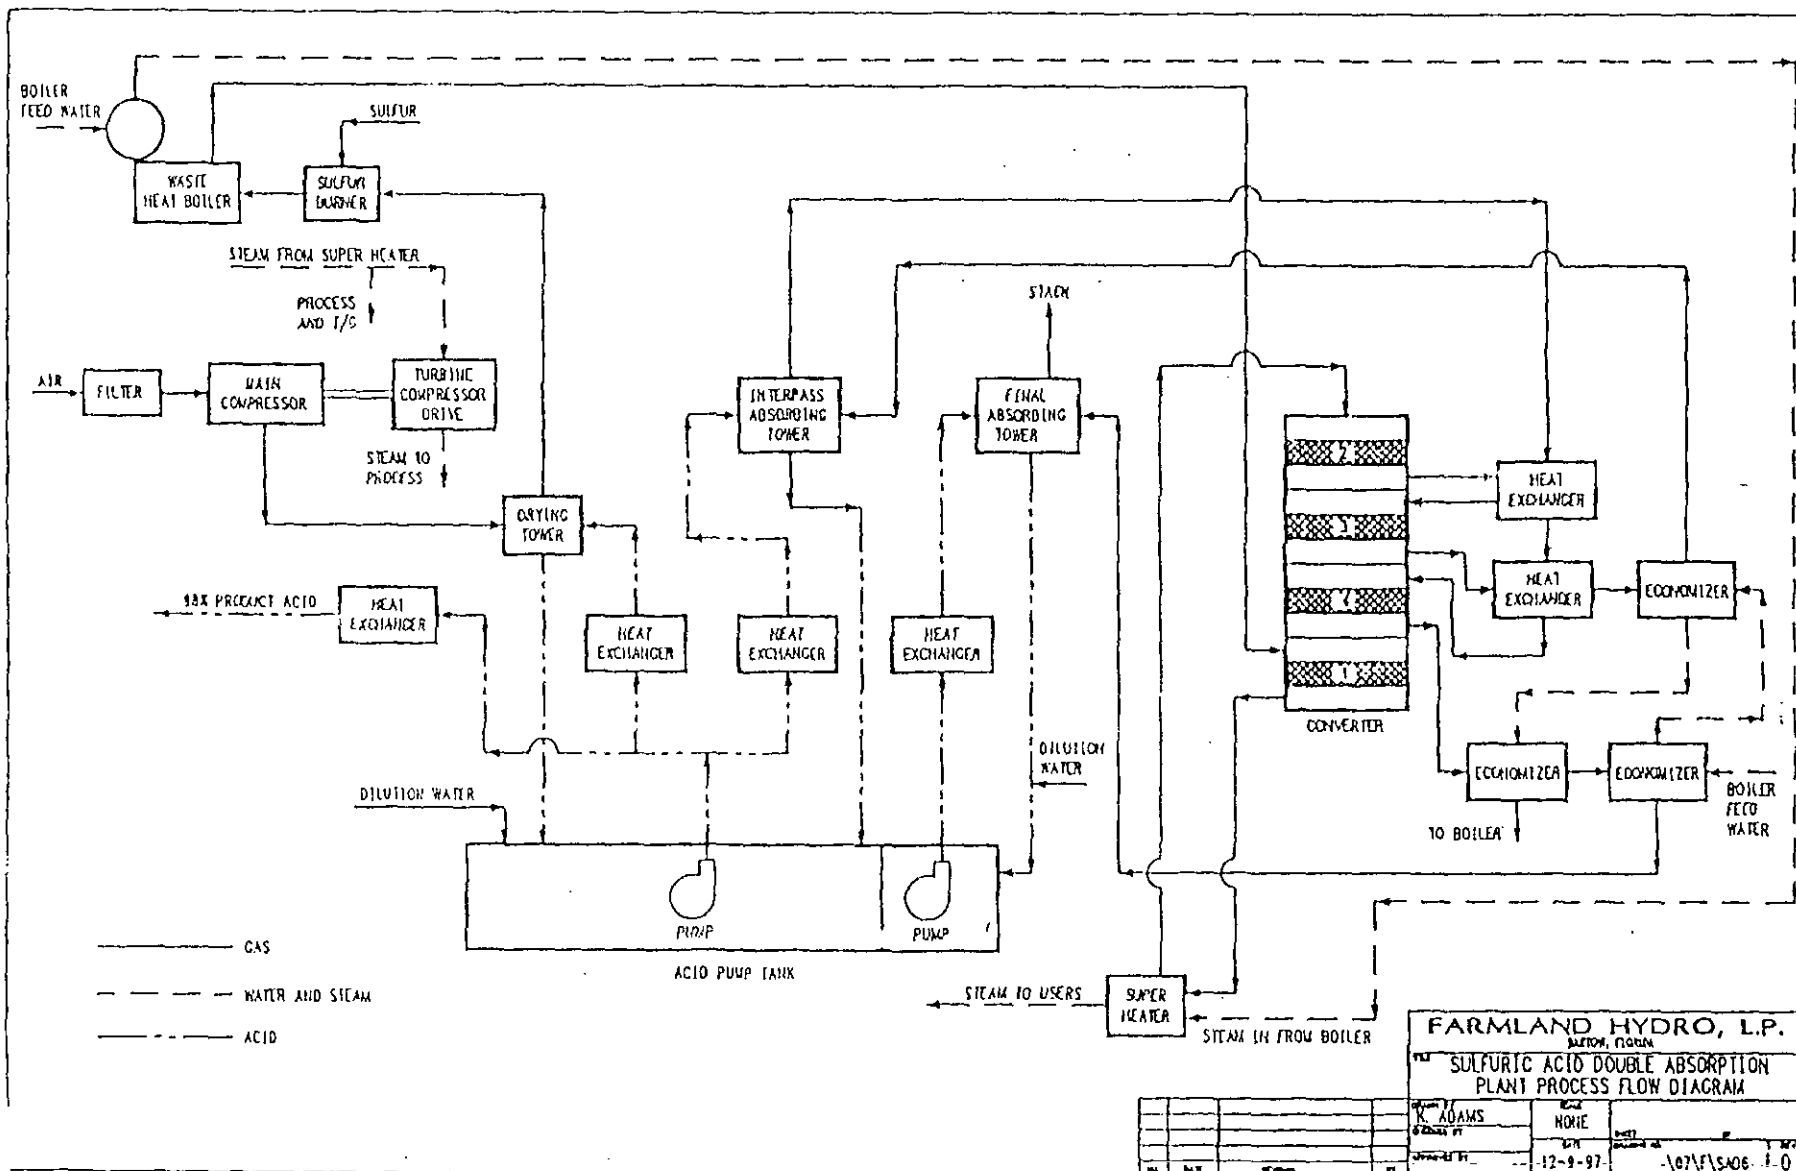 BOILER
FEED WATER
SULFUR
WASTE
HEAT BOILER
SULFUR
BURNER
STEAM FROM SUPER HEATER
PROCESS
AND T/G
STACK
AIR
FILTER
MAIN
COMPRESSOR
TURBINE
COMPRESSOR
DRIVE
INTERPASS
ABSORBING
TOWER
FINAL
ABSORBING
TOWER
STEAM TO
PROCESS
2
HEAT
EXCHANGER
DRYING
TOWER
3
98% PRODUCT ACID
HEAT
EXCHANGER
HEAT
EXCHANGER
ECONOMIZER
4
HEAT
EXCHANGER
HEAT
EXCHANGER
HEAT
EXCHANGER
1
CONVERTER
DILUTION
WATER
ECONOMIZER
ECONOMIZER
DILUTION WATER
BOILER
FEED
WATER
TO BOILER
PUMP
PUMP
ACID PUMP TANK
GAS
WATER AND STEAM
ACID
STEAM TO USERS
SUPER
HEATER
STEAM IN FROM BOILER
FARMLAND HYDRO, L.P.
SULFURIC ACID DOUBLE ABSORPTION
PLANT PROCESS FLOW DIAGRAM
K. ADAMS
NONE
12-9-97
0